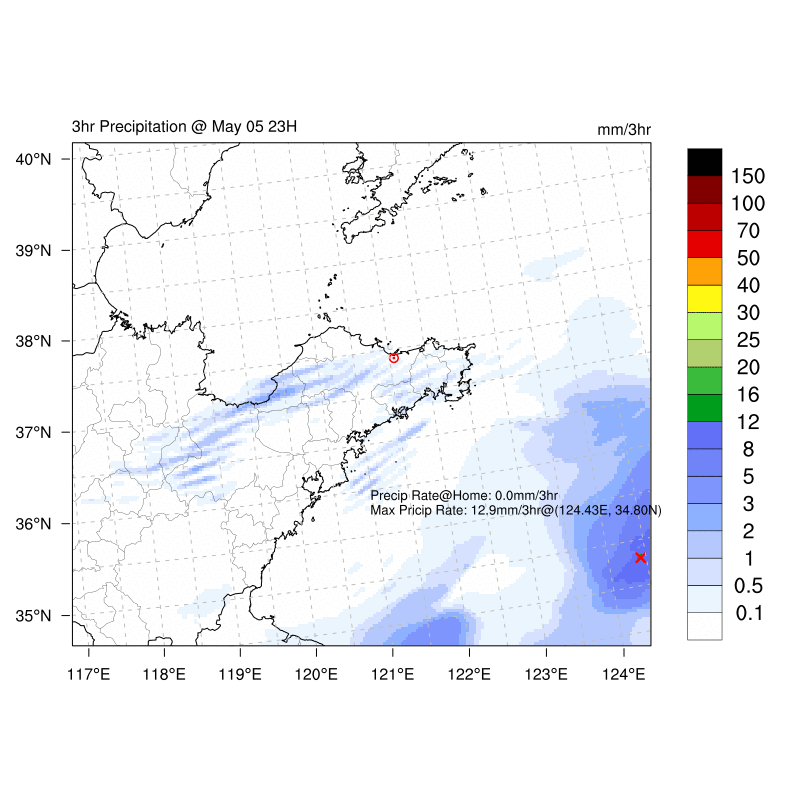 3hr Precipitation @ May 05 23H
mm/3hr
40°N
39°N
38°N
37°N
36°N
35°N
117°E
118°E
119°E
120°E
121°E
122°E
123°E
124°E
Precip Rate@Home: 0.0mm/3hr
Max Pricip Rate: 12.9mm/3hr@(124.43E, 34.80N)
150
100
70
50
40
30
25
20
16
12
8
5
3
2
1
0.5
0.1